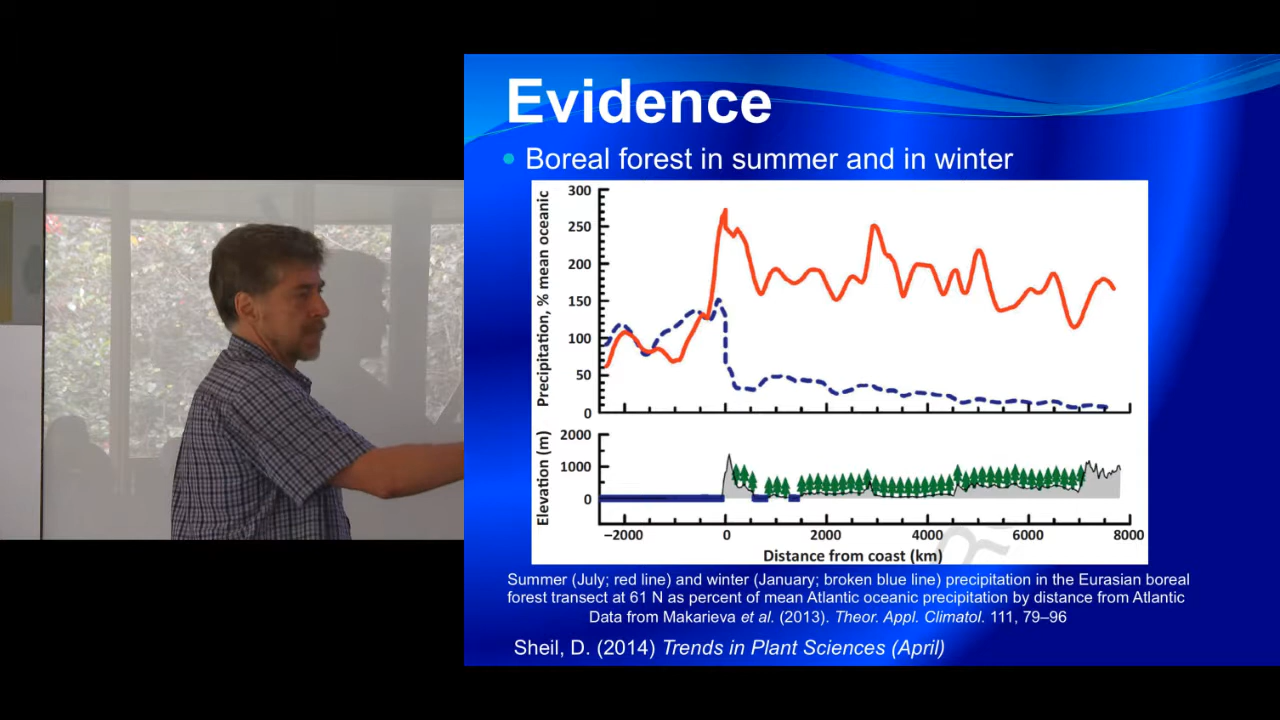 Evidence
Boreal forest in summer and in winter
Precipitation, % mean oceanic
300
250
200
150
100
50
0
Elevation (m)
2000
1000
0
–2000 0 2000 4000 6000 8000
Distance from coast (km)
Summer (July; red line) and winter (January; broken blue line) precipitation in the Eurasian boreal
forest transect at 61 N as percent of mean Atlantic oceanic precipitation by distance from Atlantic
Data from Makarieva et al. (2013). Theor. Appl. Climatol. 111, 79–96
Sheil, D. (2014) Trends in Plant Sciences (April)